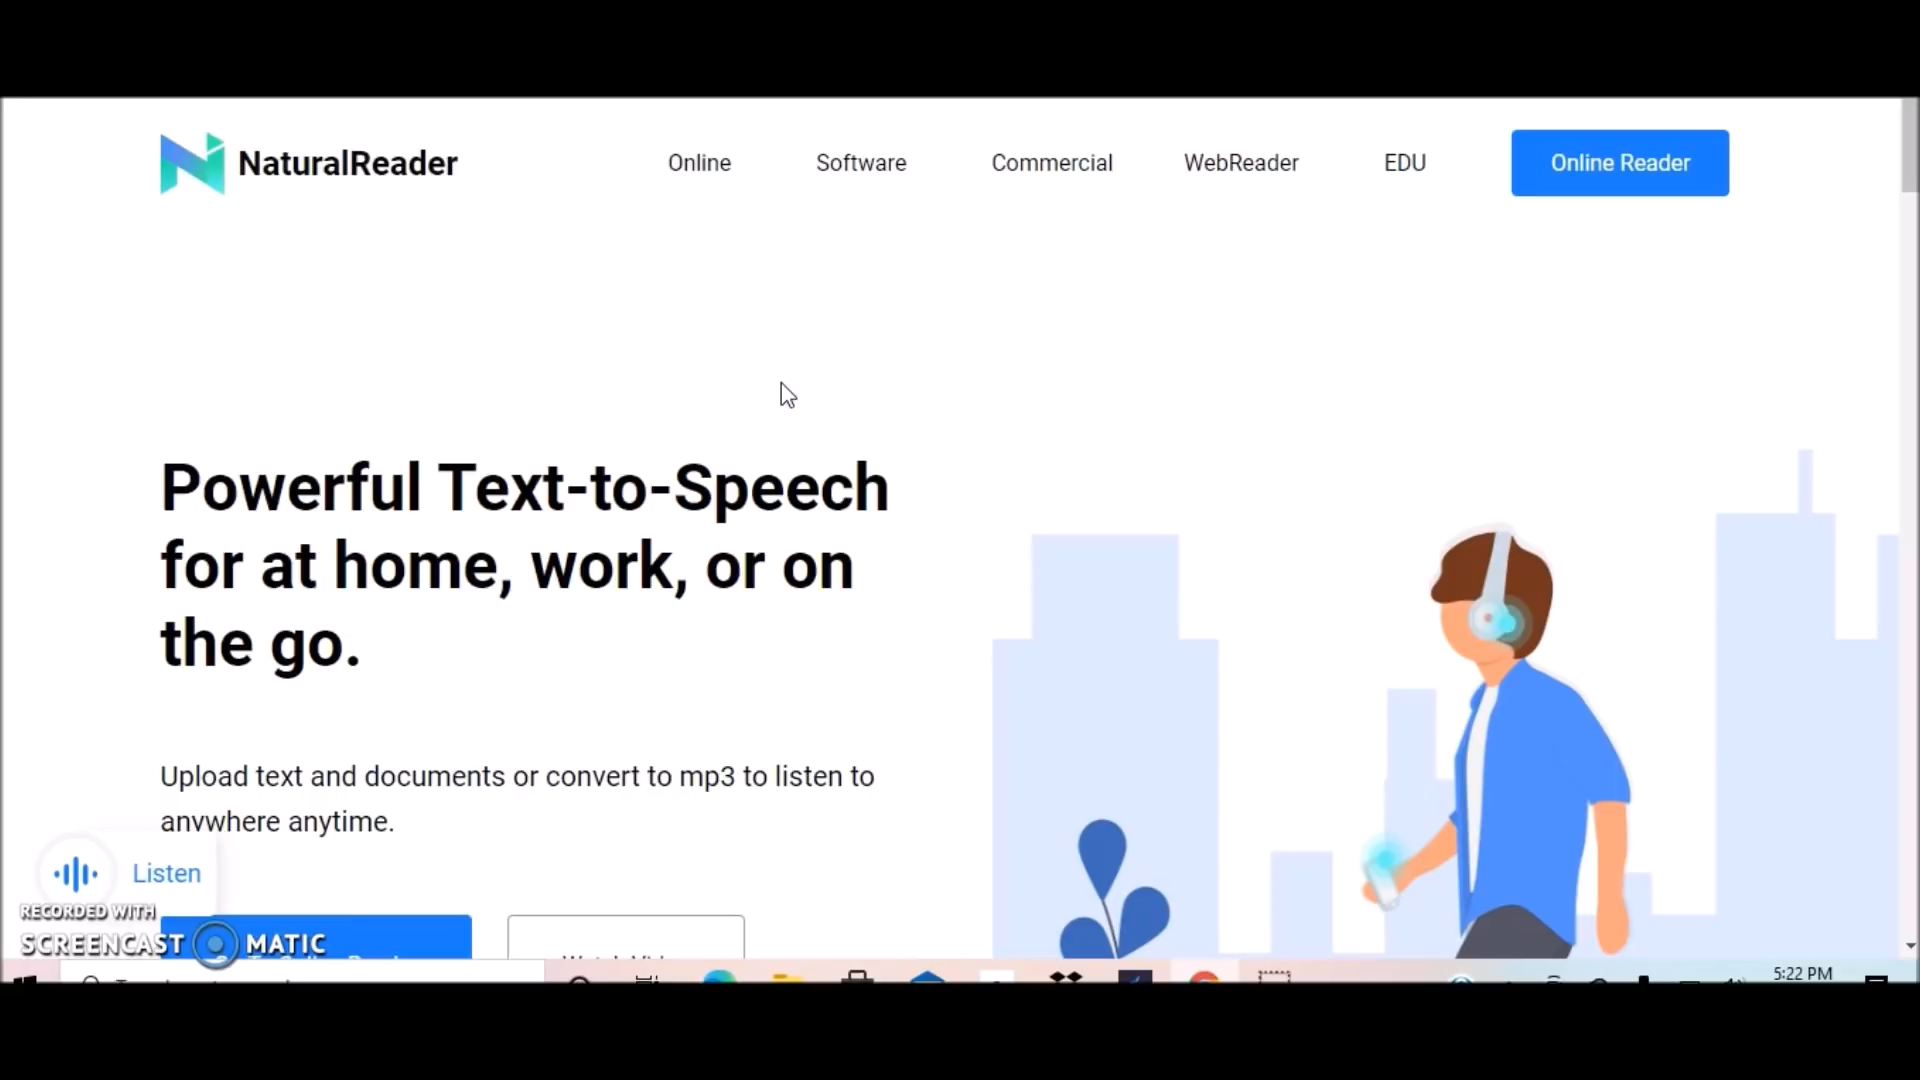 NaturalReader
Online
Software
Commercial
WebReader
EDU
Online Reader
Powerful Text-to-Speech
for at home, work, or on
the go.
Upload text and documents or convert to mp3 to listen to
anywhere anytime.
Listen
RECORDED WITH
SCREENCAST MATIC
5:22 PM